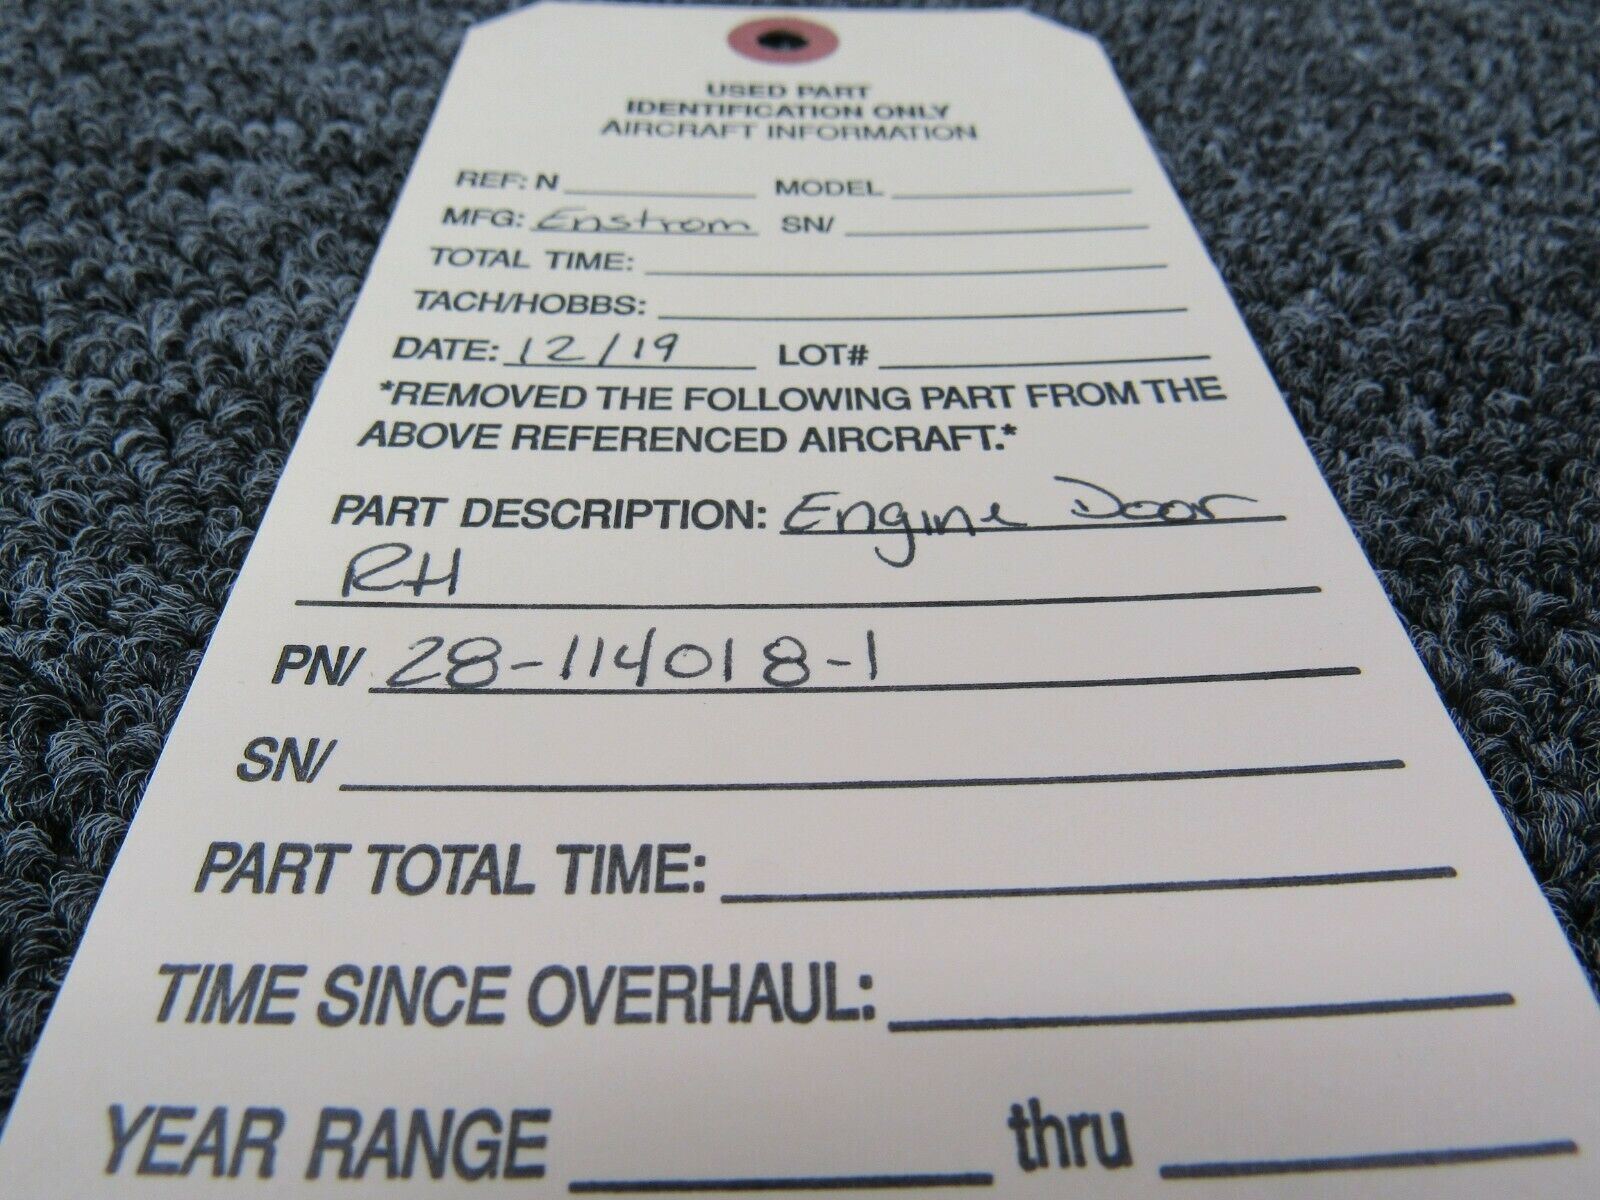 USED PART
IDENTIFICATION ONLY
AIRCRAFT INFORMATION
REF: N MODEL
MFG: Enstrom SN/
TOTAL TIME:
TACH/HOBBS:
DATE: 12/19 LOT#
*REMOVED THE FOLLOWING PART FROM THE
ABOVE REFERENCED AIRCRAFT.*
PART DESCRIPTION: Engine Door
RH
PN/ 28-114018-1
SN/
PART TOTAL TIME:
TIME SINCE OVERHAUL:
YEAR RANGE thru